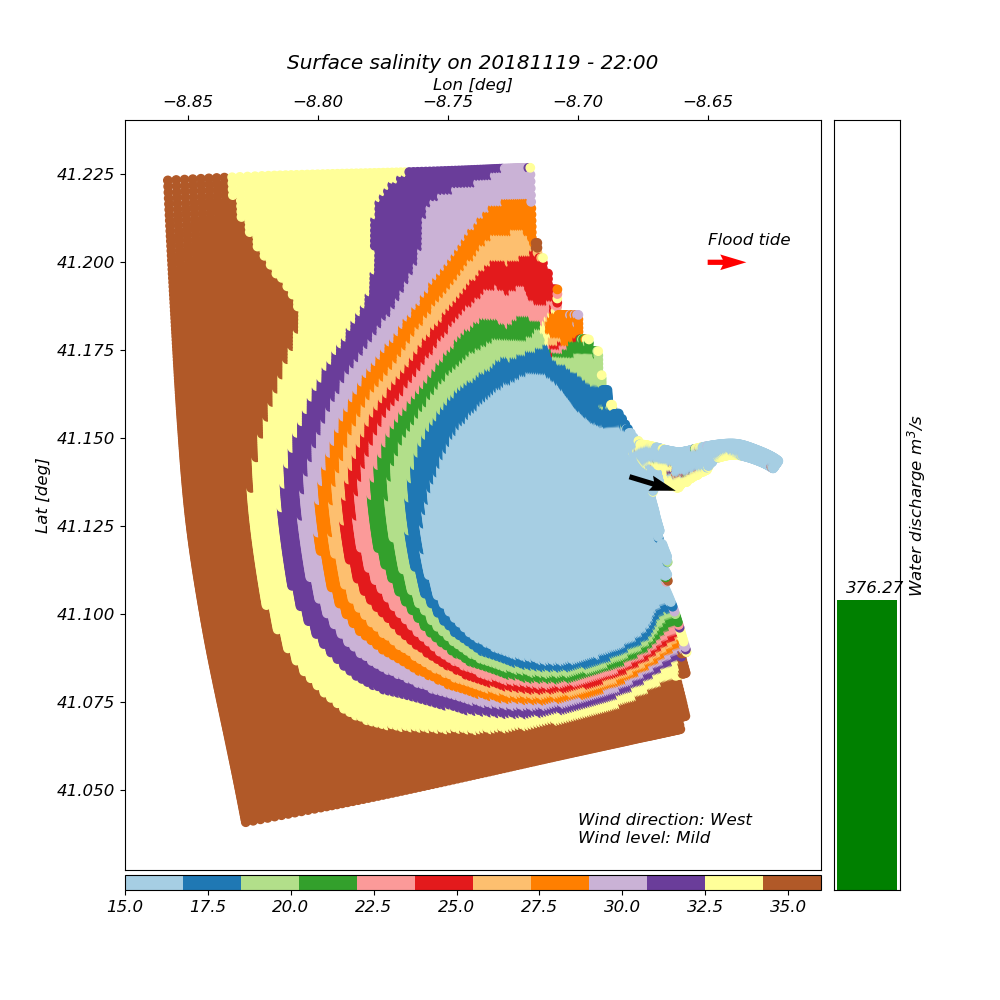 Surface salinity on 20181119 - 22:00
Lon [deg]
−8.85 −8.80 −8.75 −8.70 −8.65
41.225
41.200
41.175
41.150
41.125
41.100
41.075
41.050
Lat [deg]
Flood tide
Wind direction: West
Wind level: Mild
376.27
Water discharge m³/s
15.0 17.5 20.0 22.5 25.0 27.5 30.0 32.5 35.0